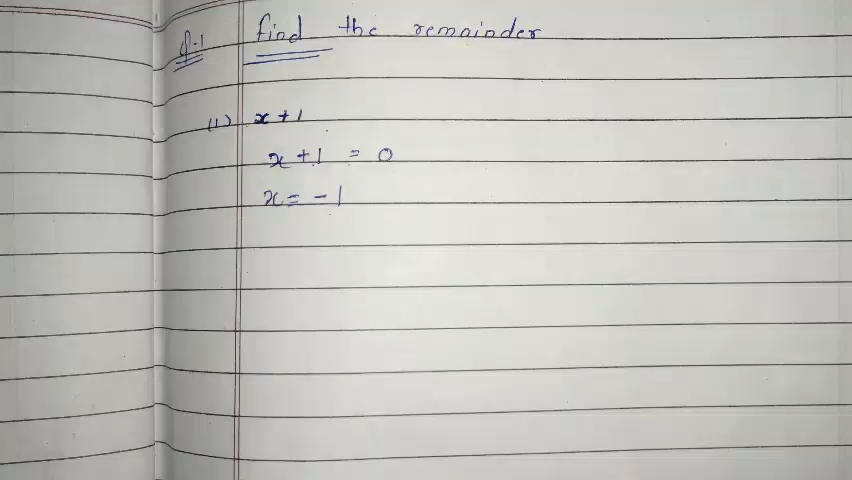 Q.1 find the remainder
(1) x + 1
x + 1 = 0
x = - 1